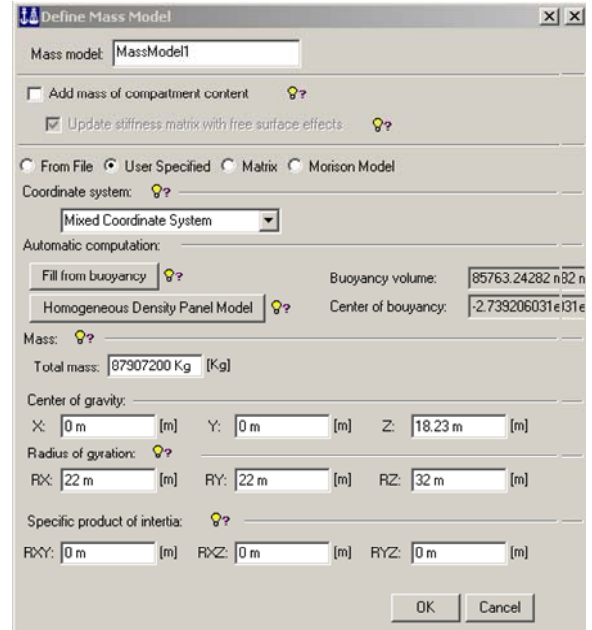 Define Mass Model
Mass model: MassModel1
Add mass of compartment content
Update stiffness matrix with free surface effects
From File User Specified Matrix Morison Model
Coordinate system:
Mixed Coordinate System
Automatic computation:
Fill from buoyancy Buoyancy volume: 85763.24282
Homogeneous Density Panel Model Center of bouyancy: -2.739206031e
Mass:
Total mass: 87907200 Kg [Kg]
Center of gravity:
X: 0 m [m] Y: 0 m [m] Z: 18.23 m [m]
Radius of gyration:
RX: 22 m [m] RY: 22 m [m] RZ: 32 m [m]
Specific product of intertia:
RXY: 0 m [m] RXZ: 0 m [m] RYZ: 0 m [m]
OK Cancel